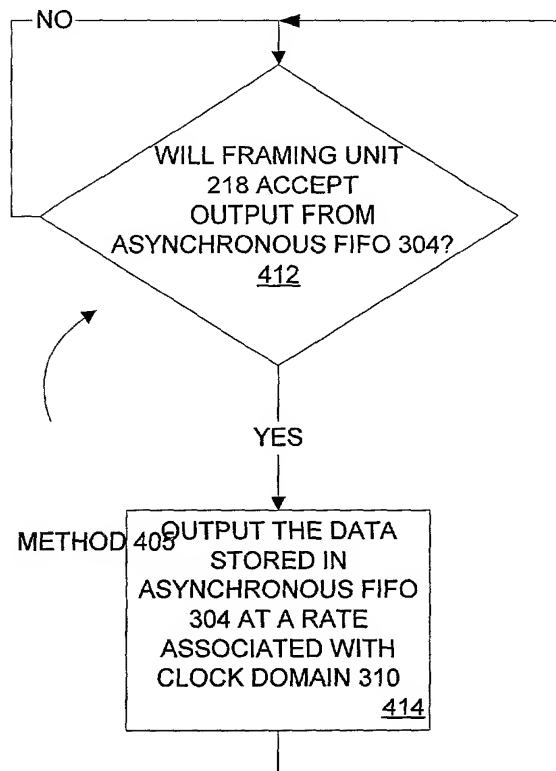 NO
WILL FRAMING UNIT
218 ACCEPT
OUTPUT FROM
ASYNCHRONOUS FIFO 304?
412
YES
METHOD 405
OUTPUT THE DATA
STORED IN
ASYNCHRONOUS FIFO
304 AT A RATE
ASSOCIATED WITH
CLOCK DOMAIN 310
414